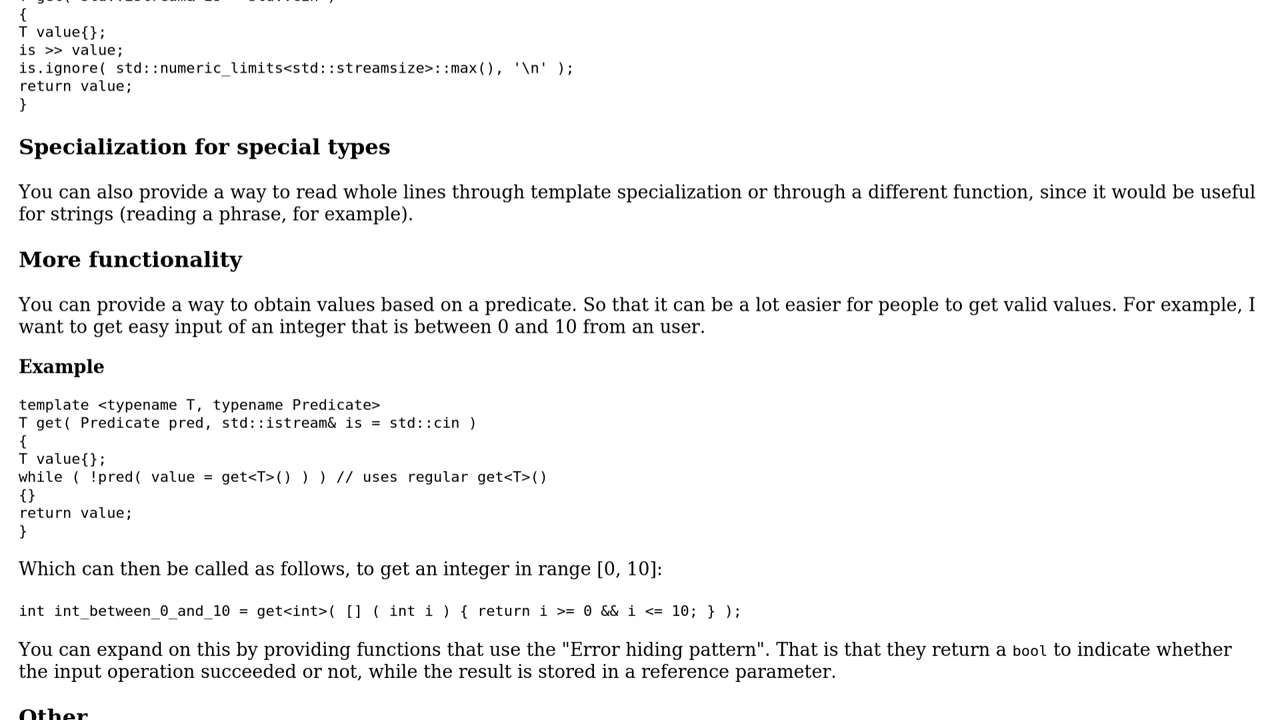 {
T value{};
is >> value;
is.ignore( std::numeric_limits<std::streamsize>::max(), '\n' );
return value;
}
Specialization for special types
You can also provide a way to read whole lines through template specialization or through a different function, since it would be useful
for strings (reading a phrase, for example).
More functionality
You can provide a way to obtain values based on a predicate. So that it can be a lot easier for people to get valid values. For example, I
want to get easy input of an integer that is between 0 and 10 from an user.
Example
template <typename T, typename Predicate>
T get( Predicate pred, std::istream& is = std::cin )
{
T value{};
while ( !pred( value = get<T>() ) ) // uses regular get<T>()
{}
return value;
}
Which can then be called as follows, to get an integer in range [0, 10]:
int int_between_0_and_10 = get<int>( [] ( int i ) { return i >= 0 && i <= 10; } );
You can expand on this by providing functions that use the "Error hiding pattern". That is that they return a bool to indicate whether
the input operation succeeded or not, while the result is stored in a reference parameter.
Other